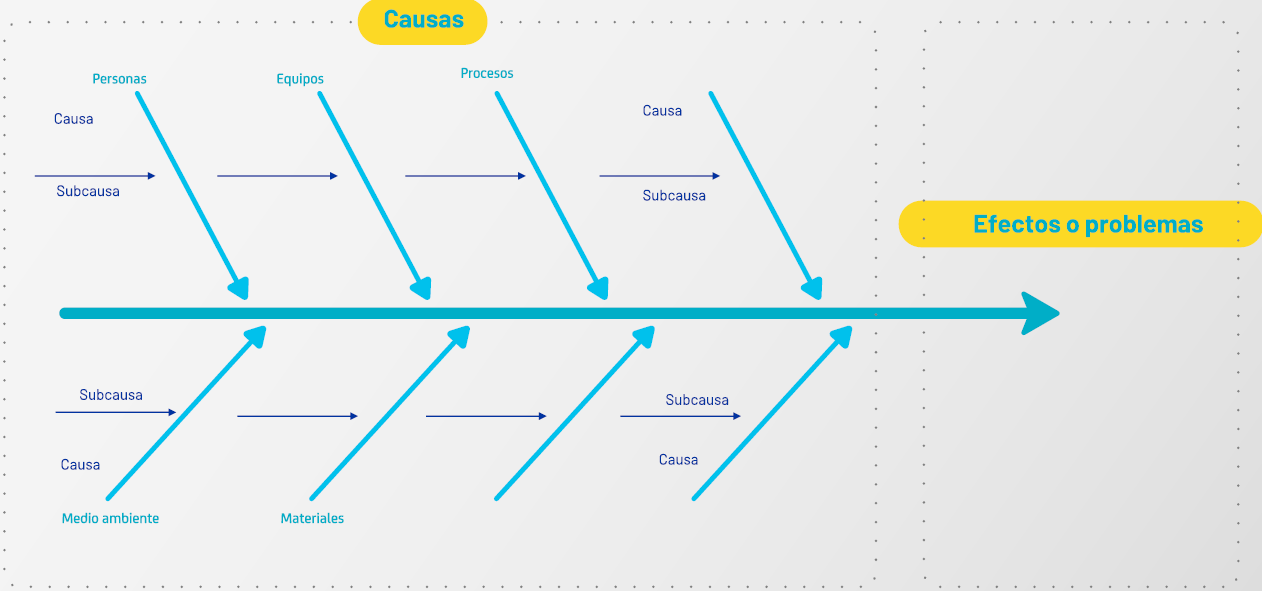 Causas
Personas
Equipos
Procesos
Causa
Causa
Subcausa
Subcausa
Efectos o problemas
Subcausa
Subcausa
Causa
Causa
Medio ambiente
Materiales